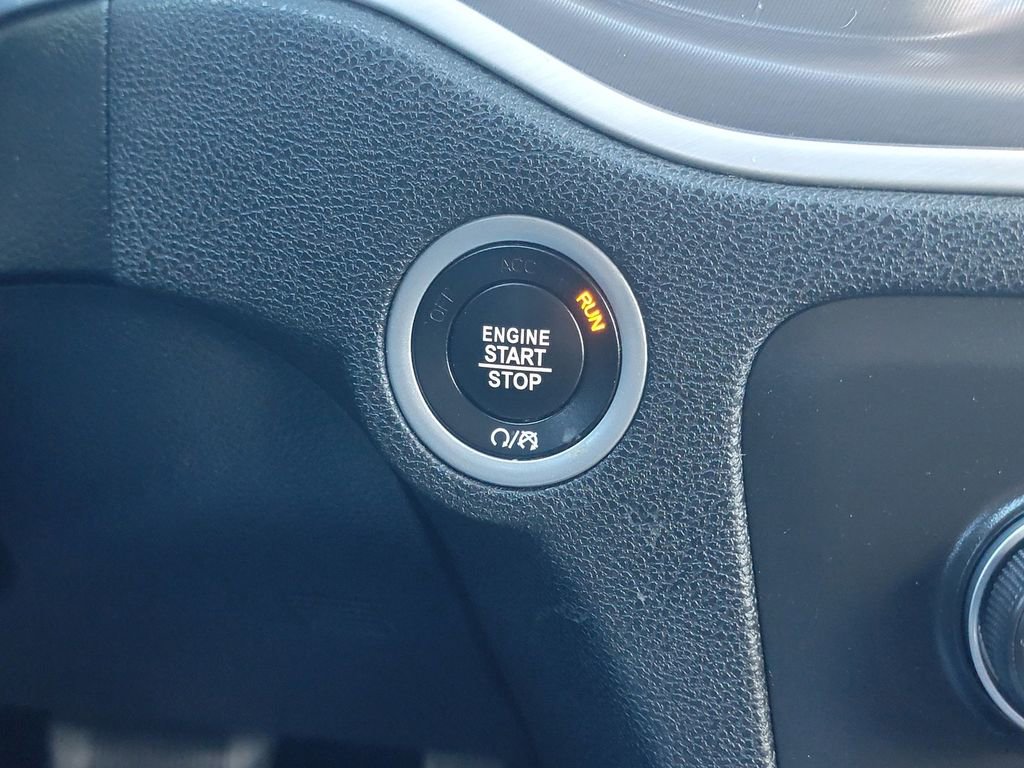 ACC
OFF
RUN
ENGINE
START
STOP